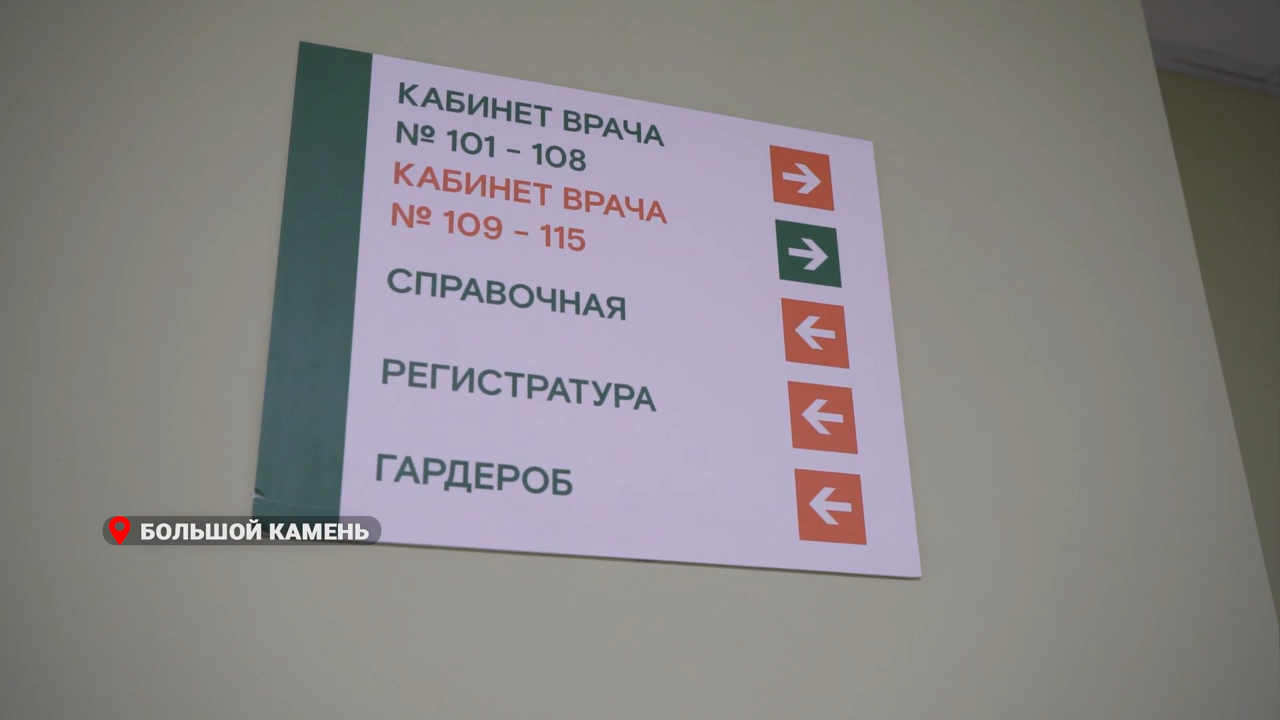 КАБИНЕТ ВРАЧА
№ 101 - 108
КАБИНЕТ ВРАЧА
№ 109 - 115
СПРАВОЧНАЯ
РЕГИСТРАТУРА
ГАРДЕРОБ
БОЛЬШОЙ КАМЕНЬ